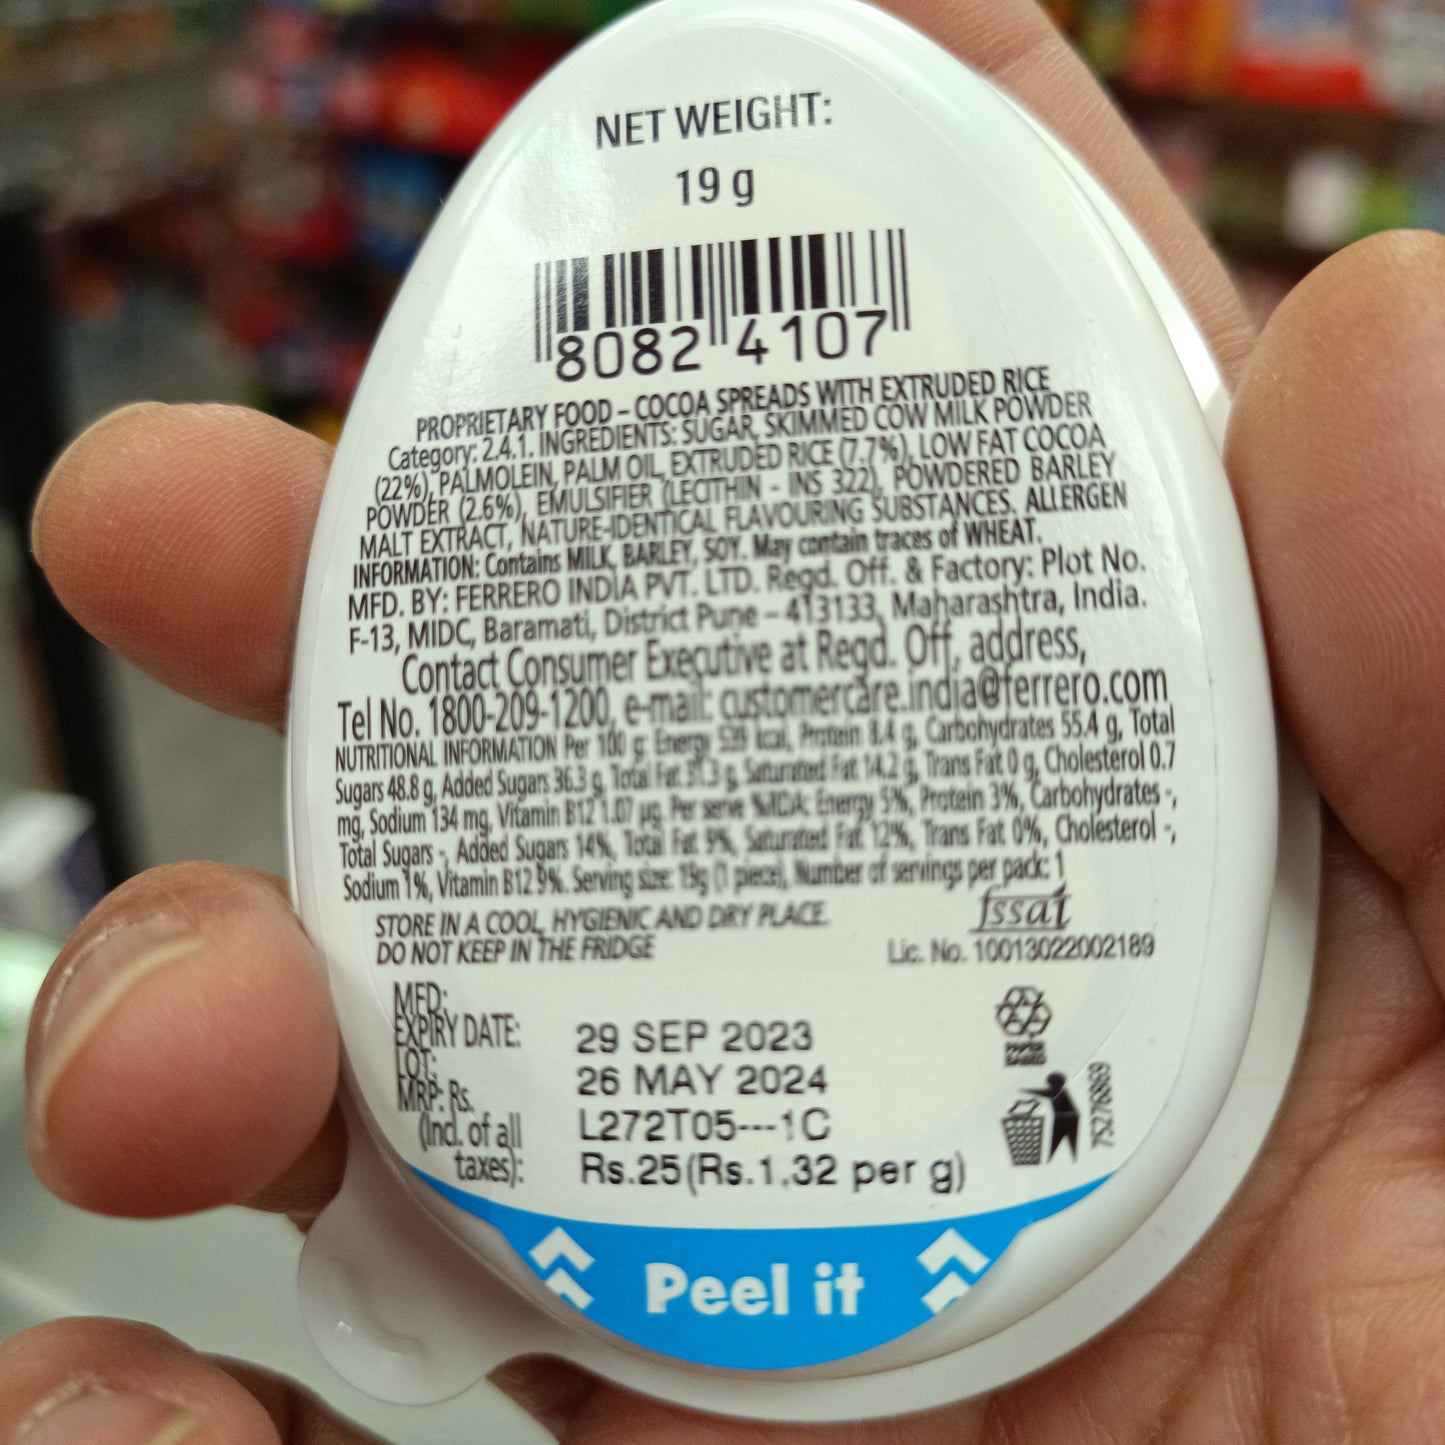 NET WEIGHT:
19 g
8082 4107
PROPRIETARY FOOD – COCOA SPREADS WITH EXTRUDED RICE
Category: 2.4.1. INGREDIENTS: SUGAR, SKIMMED COW MILK POWDER
(22%), PALMOLEIN, PALM OIL, EXTRUDED RICE (7.7%), LOW FAT COCOA
POWDER (2.6%), EMULSIFIER (LECITHIN - INS 322), POWDERED BARLEY
MALT EXTRACT, NATURE-IDENTICAL FLAVOURING SUBSTANCES. ALLERGEN
INFORMATION: Contains MILK, BARLEY, SOY. May contain traces of WHEAT.
MFD. BY: FERRERO INDIA PVT. LTD. Regd. Off. & Factory: Plot No.
F-13, MIDC, Baramati, District Pune – 413133, Maharashtra, India.
Contact Consumer Executive at Regd. Off. address,
Tel No. 1800-209-1200, e-mail: customercare.india@ferrero.com
NUTRITIONAL INFORMATION Per 100 g: Energy 539 kcal, Protein 8.4 g, Carbohydrates 55.4 g, Total
Sugars 48.8 g, Added Sugars 36.3 g, Total Fat 31.3 g, Saturated Fat 14.2 g, Trans Fat 0 g, Cholesterol 0.7
mg, Sodium 134 mg, Vitamin B12 1.07 µg. Per serve %RDA: Energy 5%, Protein 3%, Carbohydrates -,
Total Sugars -, Added Sugars 14%, Total Fat 9%, Saturated Fat 12%, Trans Fat 0%, Cholesterol -,
Sodium 1%, Vitamin B12 9%. Serving size: 19g (1 piece), Number of servings per pack: 1
STORE IN A COOL, HYGIENIC AND DRY PLACE.
DO NOT KEEP IN THE FRIDGE
fssai
Lic. No. 10013022002189
MFD: 29 SEP 2023
EXPIRY DATE: 26 MAY 2024
LOT: L272T05---1C
MRP: Rs. Rs.25(Rs.1.32 per g)
(Incl. of all
taxes):
PAPER
BASED
75276869
Peel it